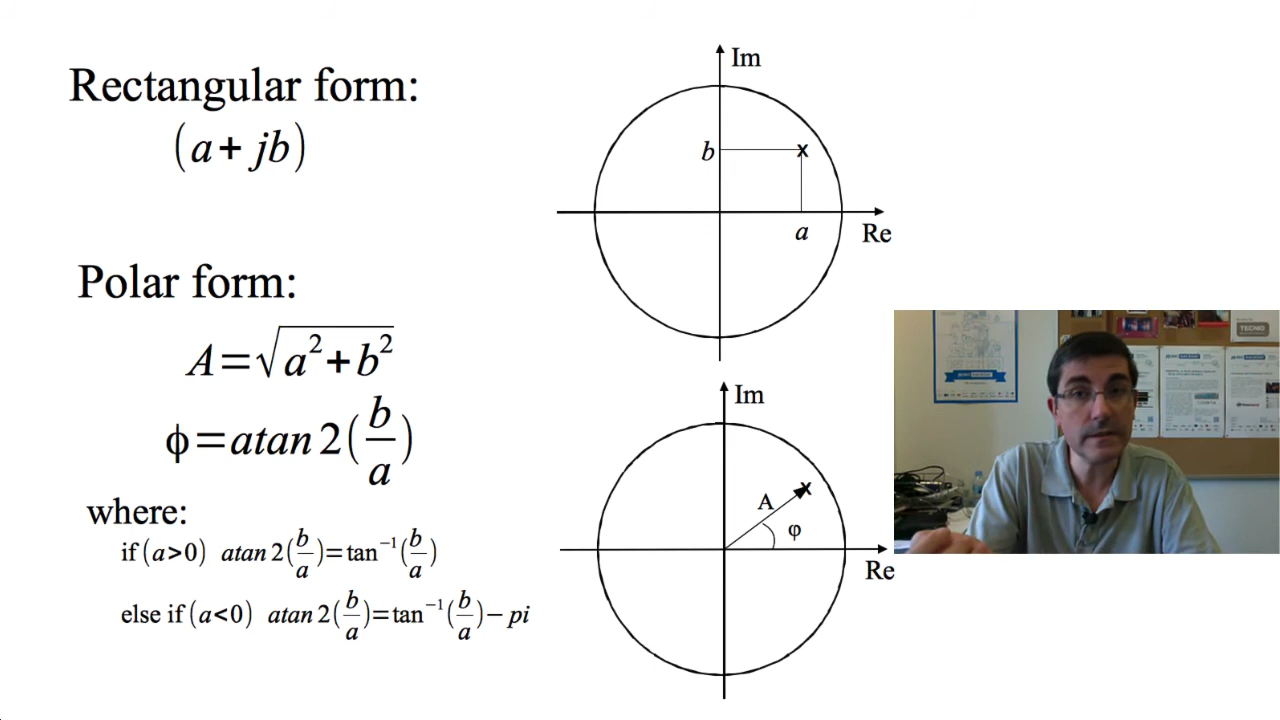 Rectangular form:
(a+ jb)
Polar form:
A=√a²+b²
ϕ=atan2(b/a)
where:
if(a>0) atan2(b/a)=tan⁻¹(b/a)
else if(a<0) atan2(b/a)=tan⁻¹(b/a)−pi
Im
b
a
Re
Im
A
φ
Re
TECNIO